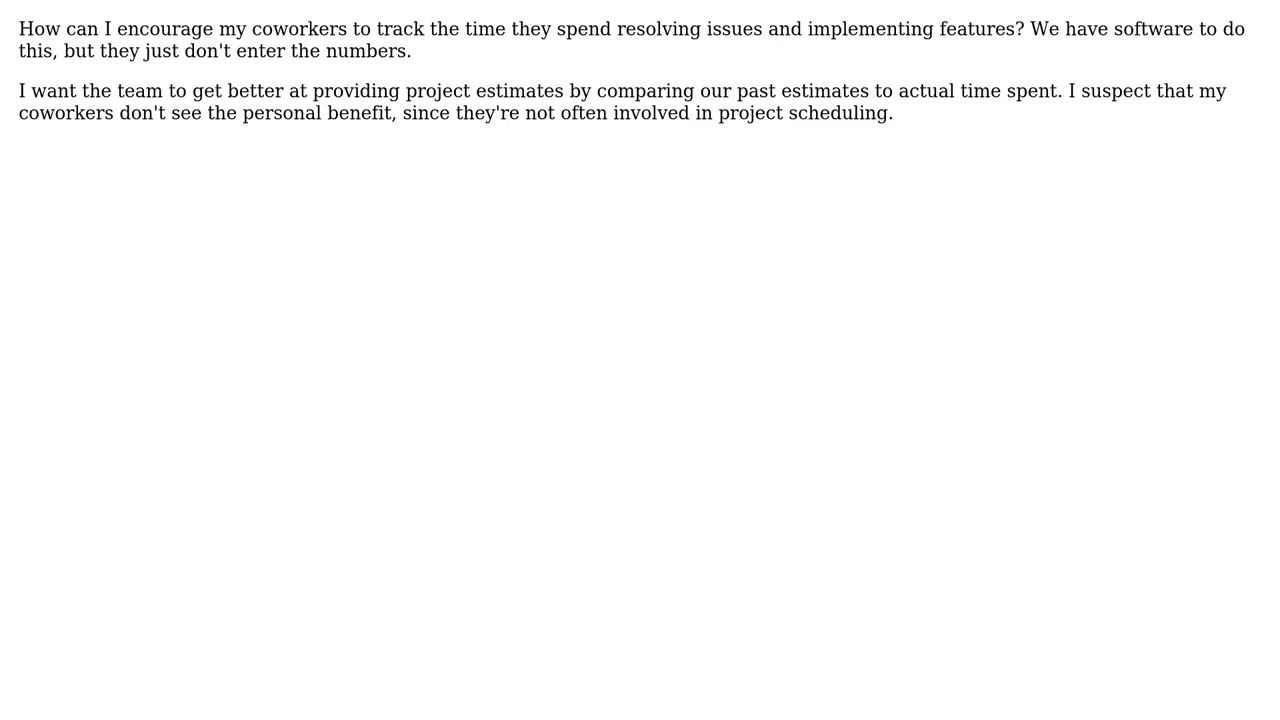 How can I encourage my coworkers to track the time they spend resolving issues and implementing features? We have software to do
this, but they just don't enter the numbers.
I want the team to get better at providing project estimates by comparing our past estimates to actual time spent. I suspect that my
coworkers don't see the personal benefit, since they're not often involved in project scheduling.